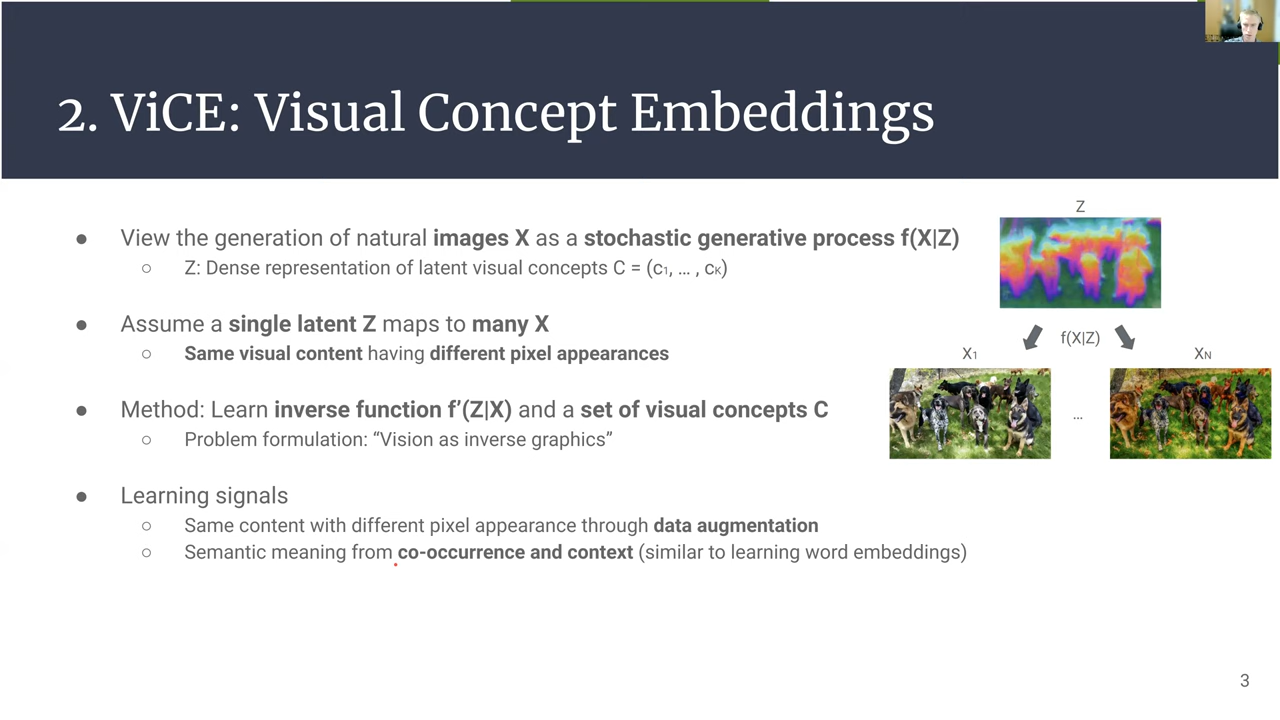 2. ViCE: Visual Concept Embeddings
● View the generation of natural images X as a stochastic generative process f(X|Z)
○ Z: Dense representation of latent visual concepts C = (c₁, … , cₖ)
● Assume a single latent Z maps to many X
○ Same visual content having different pixel appearances
● Method: Learn inverse function f’(Z|X) and a set of visual concepts C
○ Problem formulation: “Vision as inverse graphics”
● Learning signals
○ Same content with different pixel appearance through data augmentation
○ Semantic meaning from co-occurrence and context (similar to learning word embeddings)
Z
f(X|Z)
X₁
Xɴ
...
3